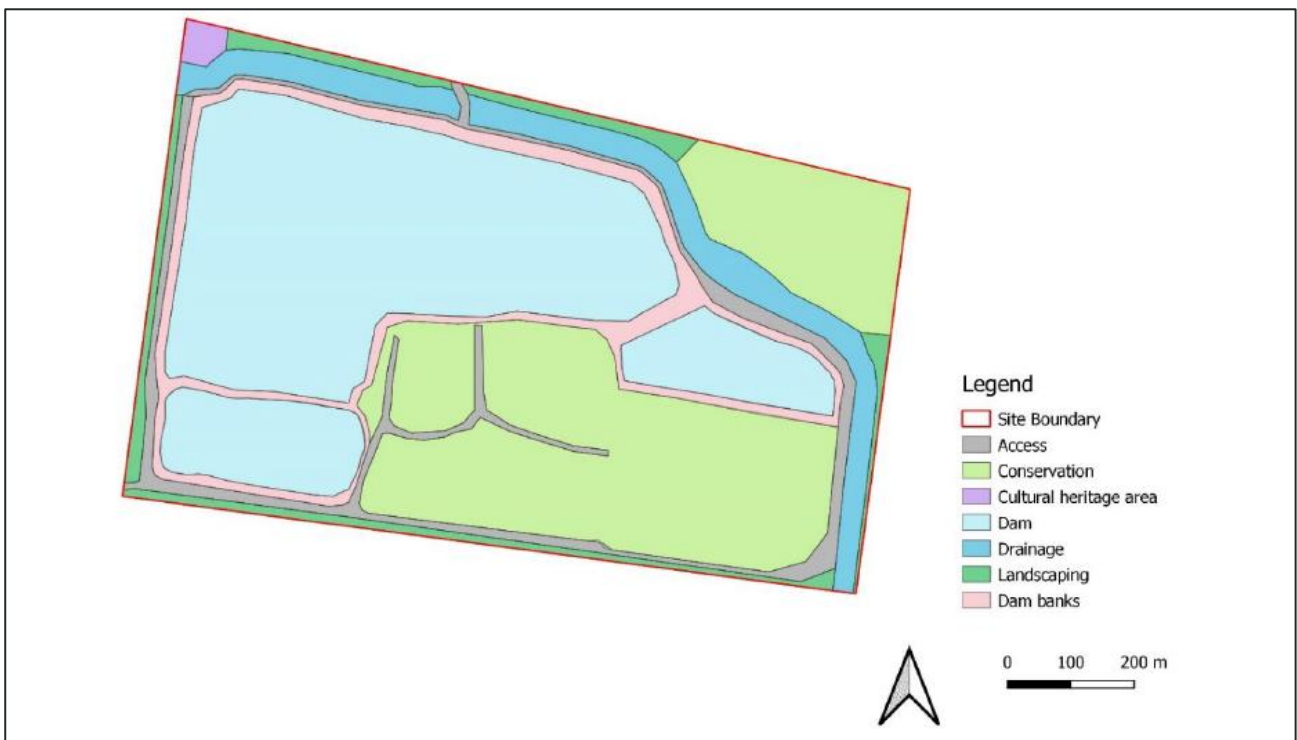 Legend
Site Boundary
Access
Conservation
Cultural heritage area
Dam
Drainage
Landscaping
Dam banks
0 100 200 m